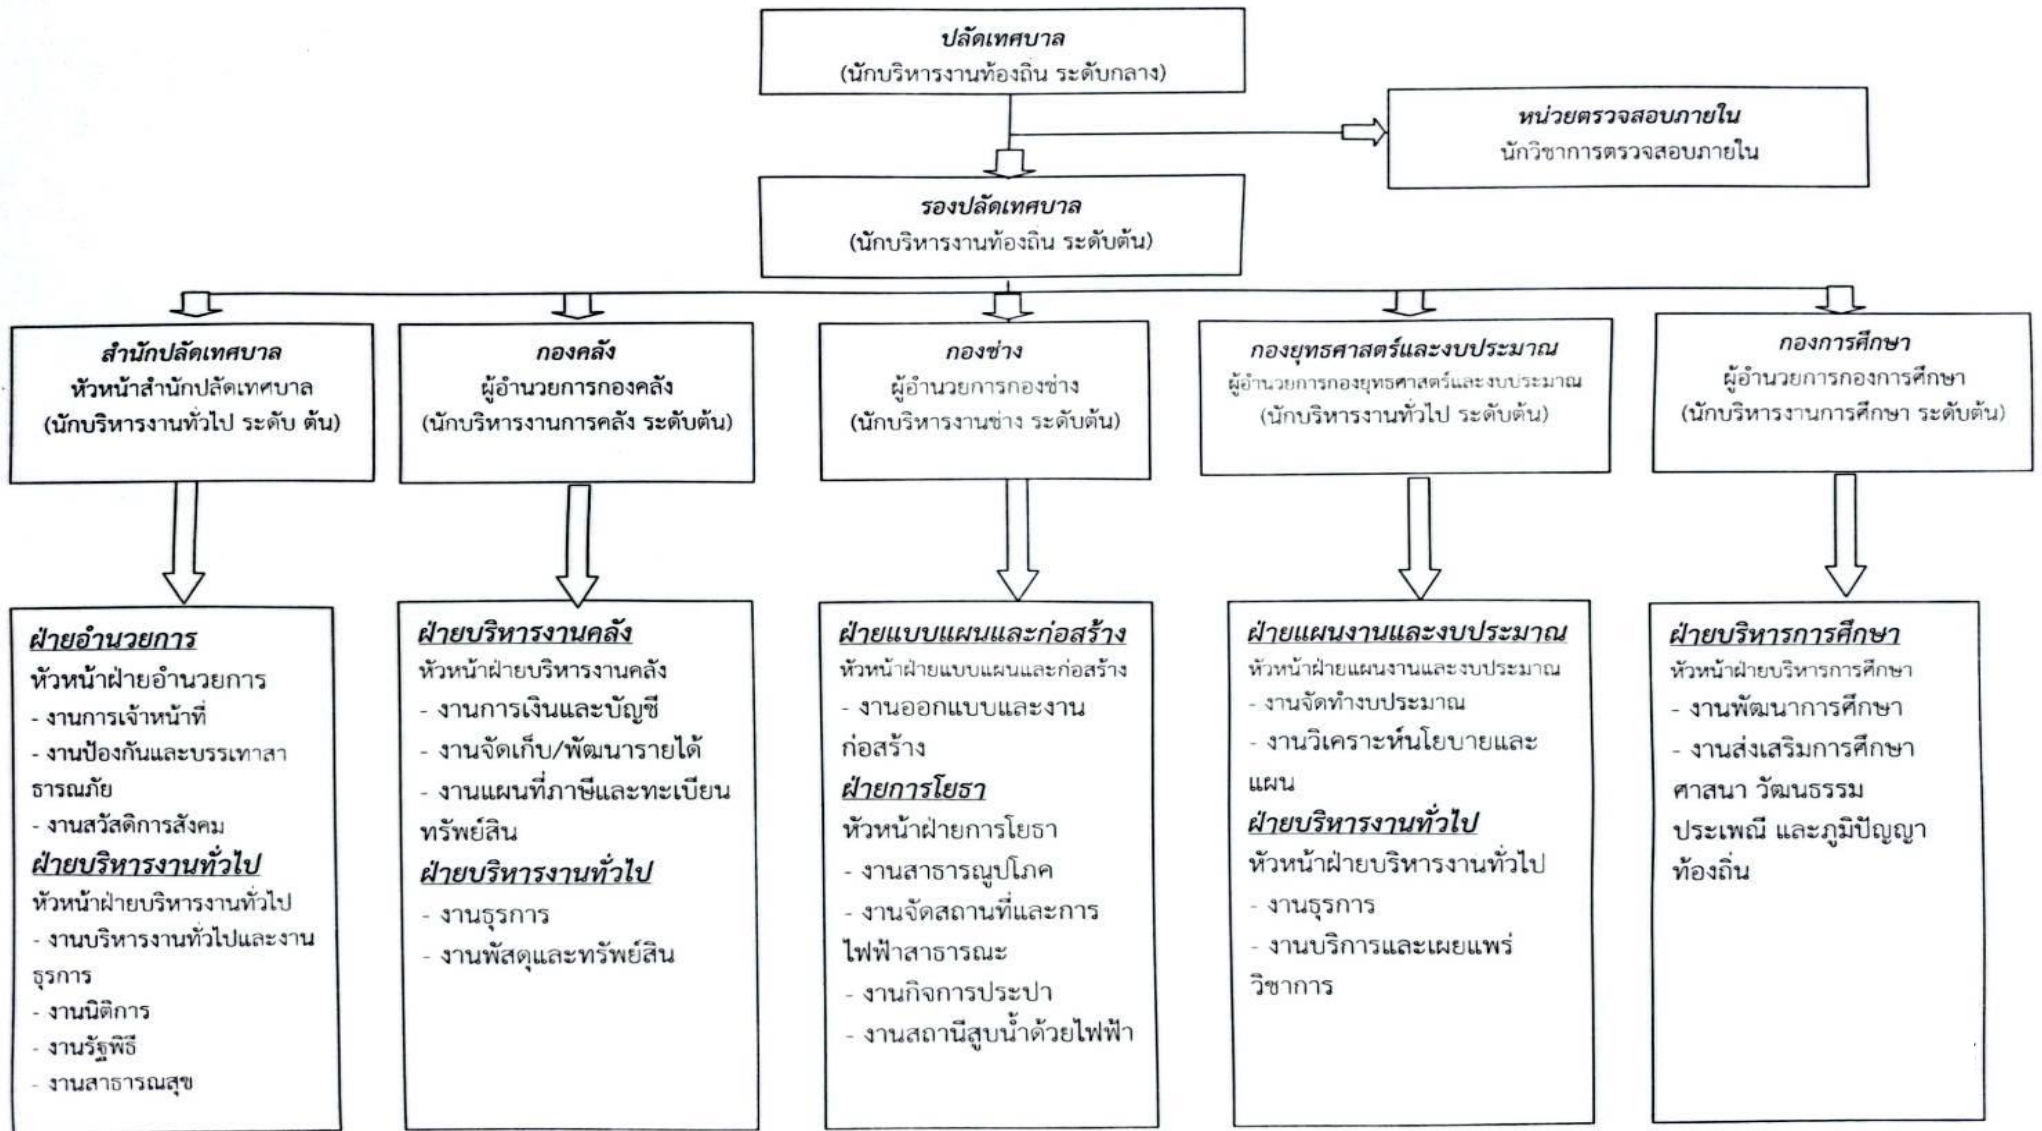 ปลัดเทศบาล
(นักบริหารงานท้องถิ่น ระดับกลาง)
หน่วยตรวจสอบภายใน
นักวิชาการตรวจสอบภายใน
รองปลัดเทศบาล
(นักบริหารงานท้องถิ่น ระดับต้น)
สำนักปลัดเทศบาล
หัวหน้าสำนักปลัดเทศบาล
(นักบริหารงานทั่วไป ระดับ ต้น)
กองคลัง
ผู้อำนวยการกองคลัง
(นักบริหารงานการคลัง ระดับต้น)
กองช่าง
ผู้อำนวยการกองช่าง
(นักบริหารงานช่าง ระดับต้น)
กองยุทธศาสตร์และงบประมาณ
ผู้อำนวยการกองยุทธศาสตร์และงบประมาณ
(นักบริหารงานทั่วไป ระดับต้น)
กองการศึกษา
ผู้อำนวยการกองการศึกษา
(นักบริหารงานการศึกษา ระดับต้น)
ฝ่ายอำนวยการ
หัวหน้าฝ่ายอำนวยการ
- งานการเจ้าหน้าที่
- งานป้องกันและบรรเทาสา
ธารณภัย
- งานสวัสดิการสังคม
ฝ่ายบริหารงานทั่วไป
หัวหน้าฝ่ายบริหารงานทั่วไป
- งานบริหารงานทั่วไปและงาน
ธุรการ
- งานนิติการ
- งานรัฐพิธี
- งานสาธารณสุข
ฝ่ายบริหารงานคลัง
หัวหน้าฝ่ายบริหารงานคลัง
- งานการเงินและบัญชี
- งานจัดเก็บ/พัฒนารายได้
- งานแผนที่ภาษีและทะเบียน
ทรัพย์สิน
ฝ่ายบริหารงานทั่วไป
- งานธุรการ
- งานพัสดุและทรัพย์สิน
ฝ่ายแบบแผนและก่อสร้าง
หัวหน้าฝ่ายแบบแผนและก่อสร้าง
- งานออกแบบและงาน
ก่อสร้าง
ฝ่ายการโยธา
หัวหน้าฝ่ายการโยธา
- งานสาธารณูปโภค
- งานจัดสถานที่และการ
ไฟฟ้าสาธารณะ
- งานกิจการประปา
- งานสถานีสูบน้ำด้วยไฟฟ้า
ฝ่ายแผนงานและงบประมาณ
หัวหน้าฝ่ายแผนงานและงบประมาณ
- งานจัดทำงบประมาณ
- งานวิเคราะห์นโยบายและ
แผน
ฝ่ายบริหารงานทั่วไป
หัวหน้าฝ่ายบริหารงานทั่วไป
- งานธุรการ
- งานบริการและเผยแพร่
วิชาการ
ฝ่ายบริหารการศึกษา
หัวหน้าฝ่ายบริหารการศึกษา
- งานพัฒนาการศึกษา
- งานส่งเสริมการศึกษา
ศาสนา วัฒนธรรม
ประเพณี และภูมิปัญญา
ท้องถิ่น